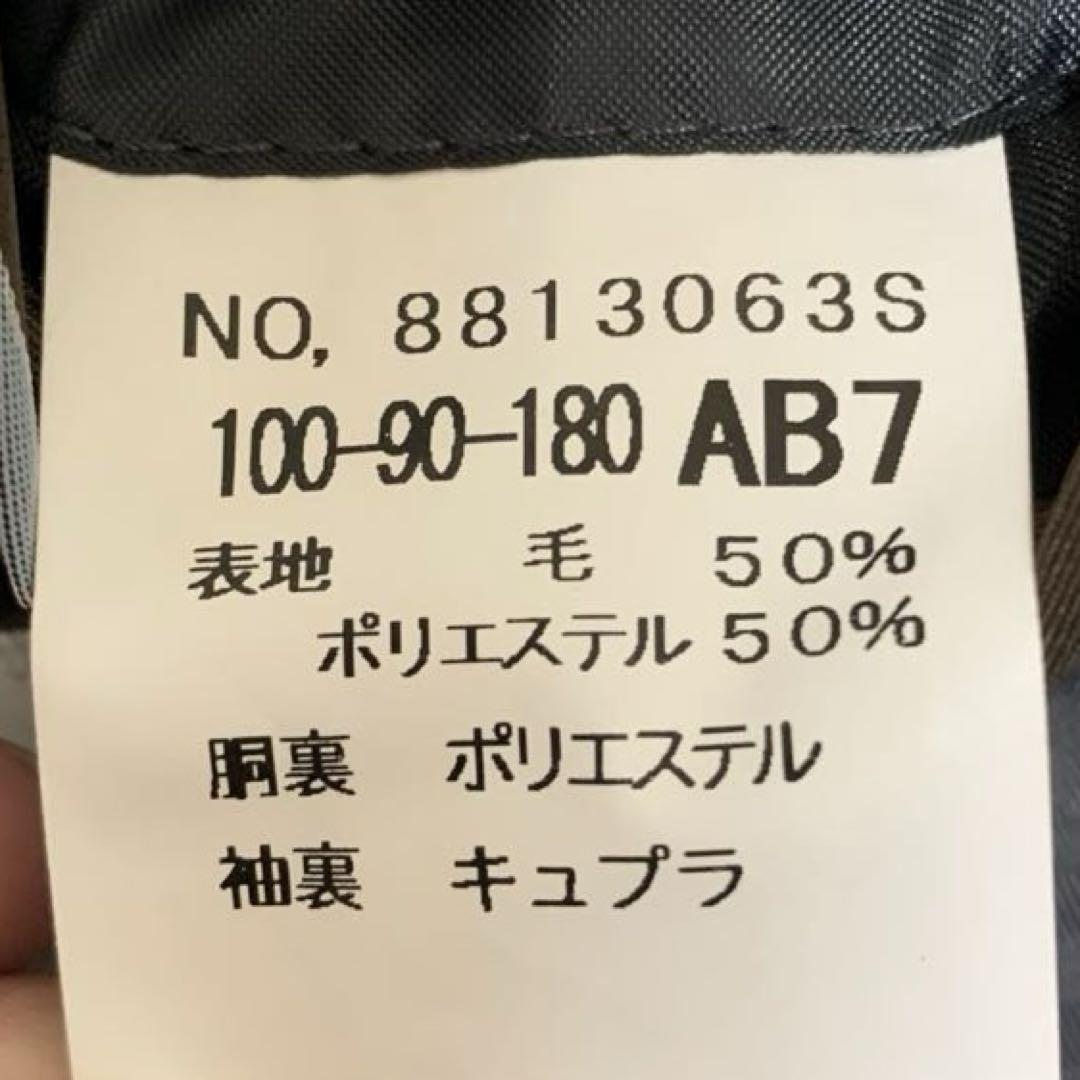 NO, 8813063S
100-90-180 AB7
表地 毛 50%
ポリエステル 50%
胴裏 ポリエステル
袖裏 キュプラ